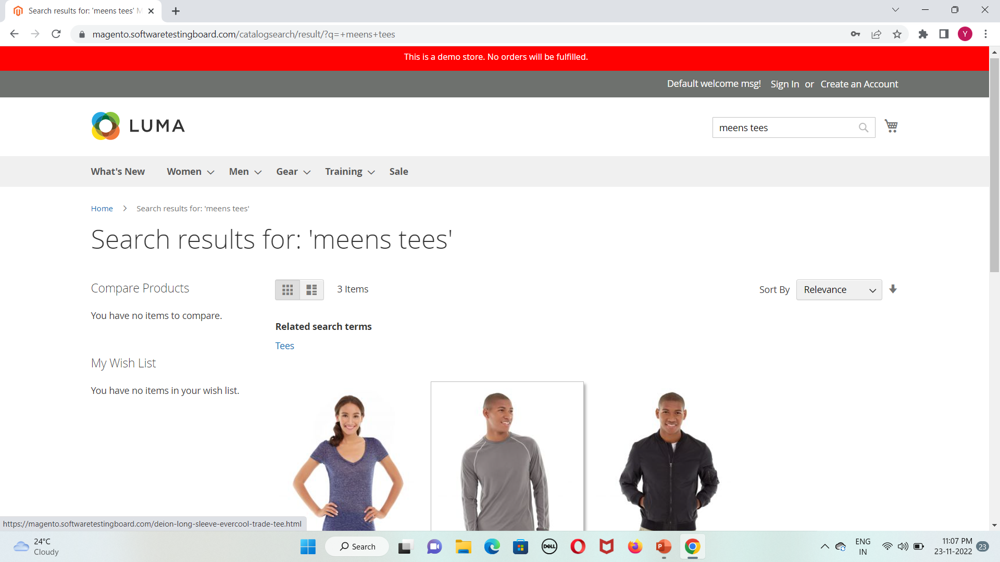 Search results for: 'meens tees' M
magento.softwaretestingboard.com/catalogsearch/result/?q=+meens+tees
Y
This is a demo store. No orders will be fulfilled.
Default welcome msg! Sign In or Create an Account
LUMA
meens tees
What's New Women Men Gear Training Sale
Home Search results for: 'meens tees'
Search results for: 'meens tees'
Compare Products
3 Items
Sort By Relevance
You have no items to compare.
Related search terms
Tees
My Wish List
You have no items in your wish list.
https://magento.softwaretestingboard.com/deion-long-sleeve-evercool-trade-tee.html
24°C
Cloudy
Search
DELL
P
ENG
IN
11:07 PM
23-11-2022
23